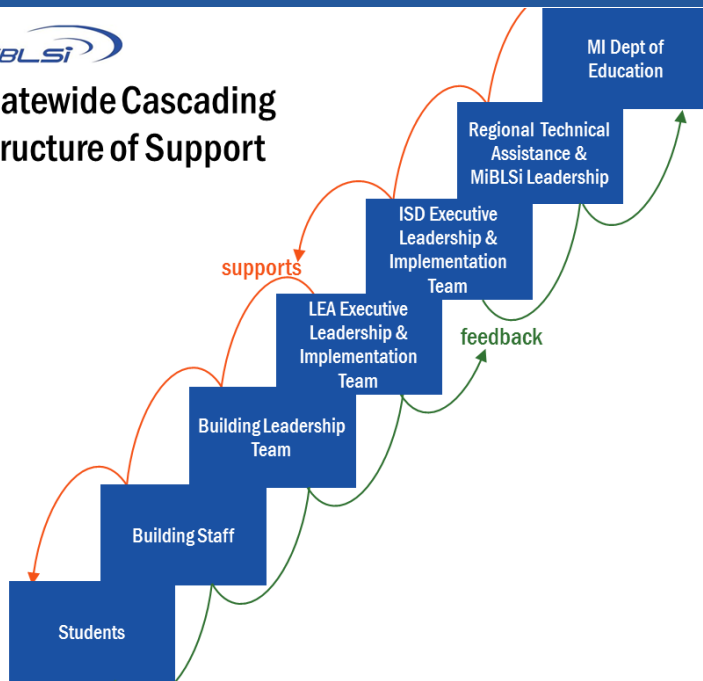 BLSi
atewide Cascading
ructure of Support
MI Dept of
Education
Regional Technical
Assistance &
MiBLSi Leadership
ISD Executive
Leadership &
Implementation
Team
supports
LEA Executive
Leadership &
Implementation
Team
feedback
Building Leadership
Team
Building Staff
Students